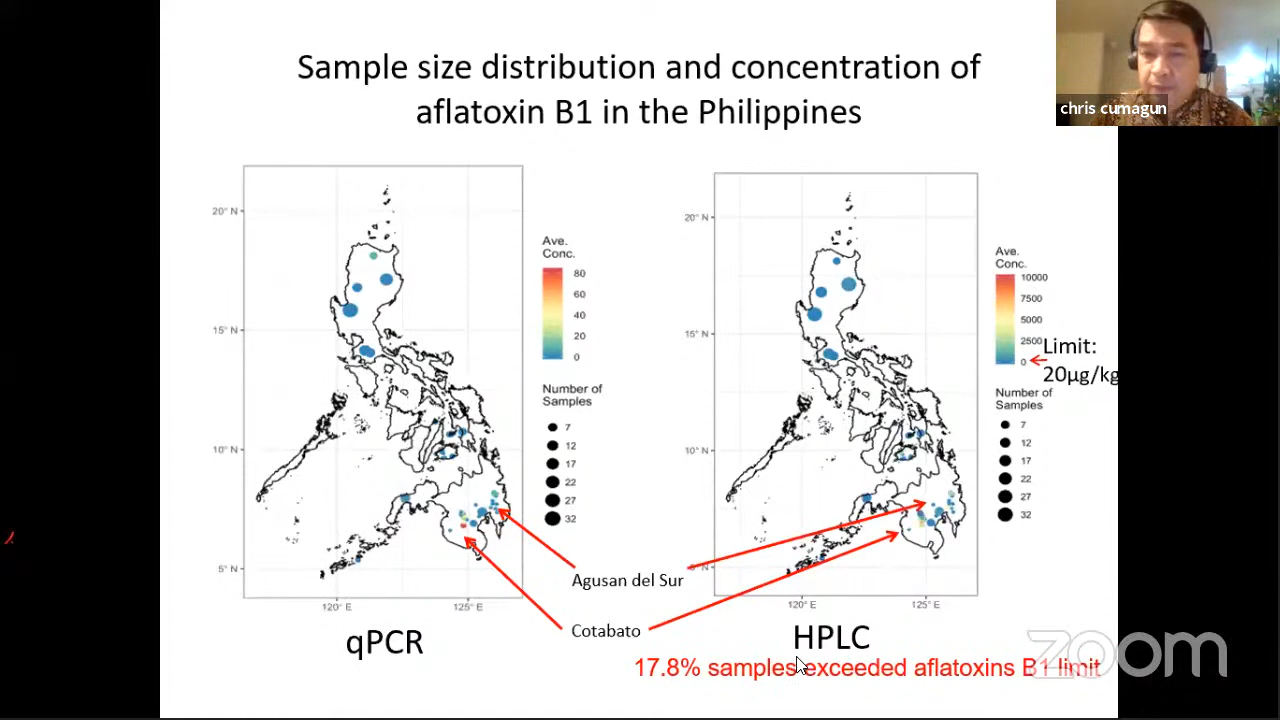 Sample size distribution and concentration of
aflatoxin B1 in the Philippines
chris cumagun
20° N
15° N
10° N
5° N
120° E
125° E
Ave.
Conc.
80
60
40
20
0
Number of
Samples
7
12
17
22
27
32
qPCR
Agusan del Sur
Cotabato
20° N
15° N
10° N
5° N
120° E
125° E
Ave.
Conc.
10000
7500
5000
2500
0
Limit:
20µg/kg
Number of
Samples
7
12
17
22
27
32
HPLC
17.8% samples exceeded aflatoxins B1 limit
zoom